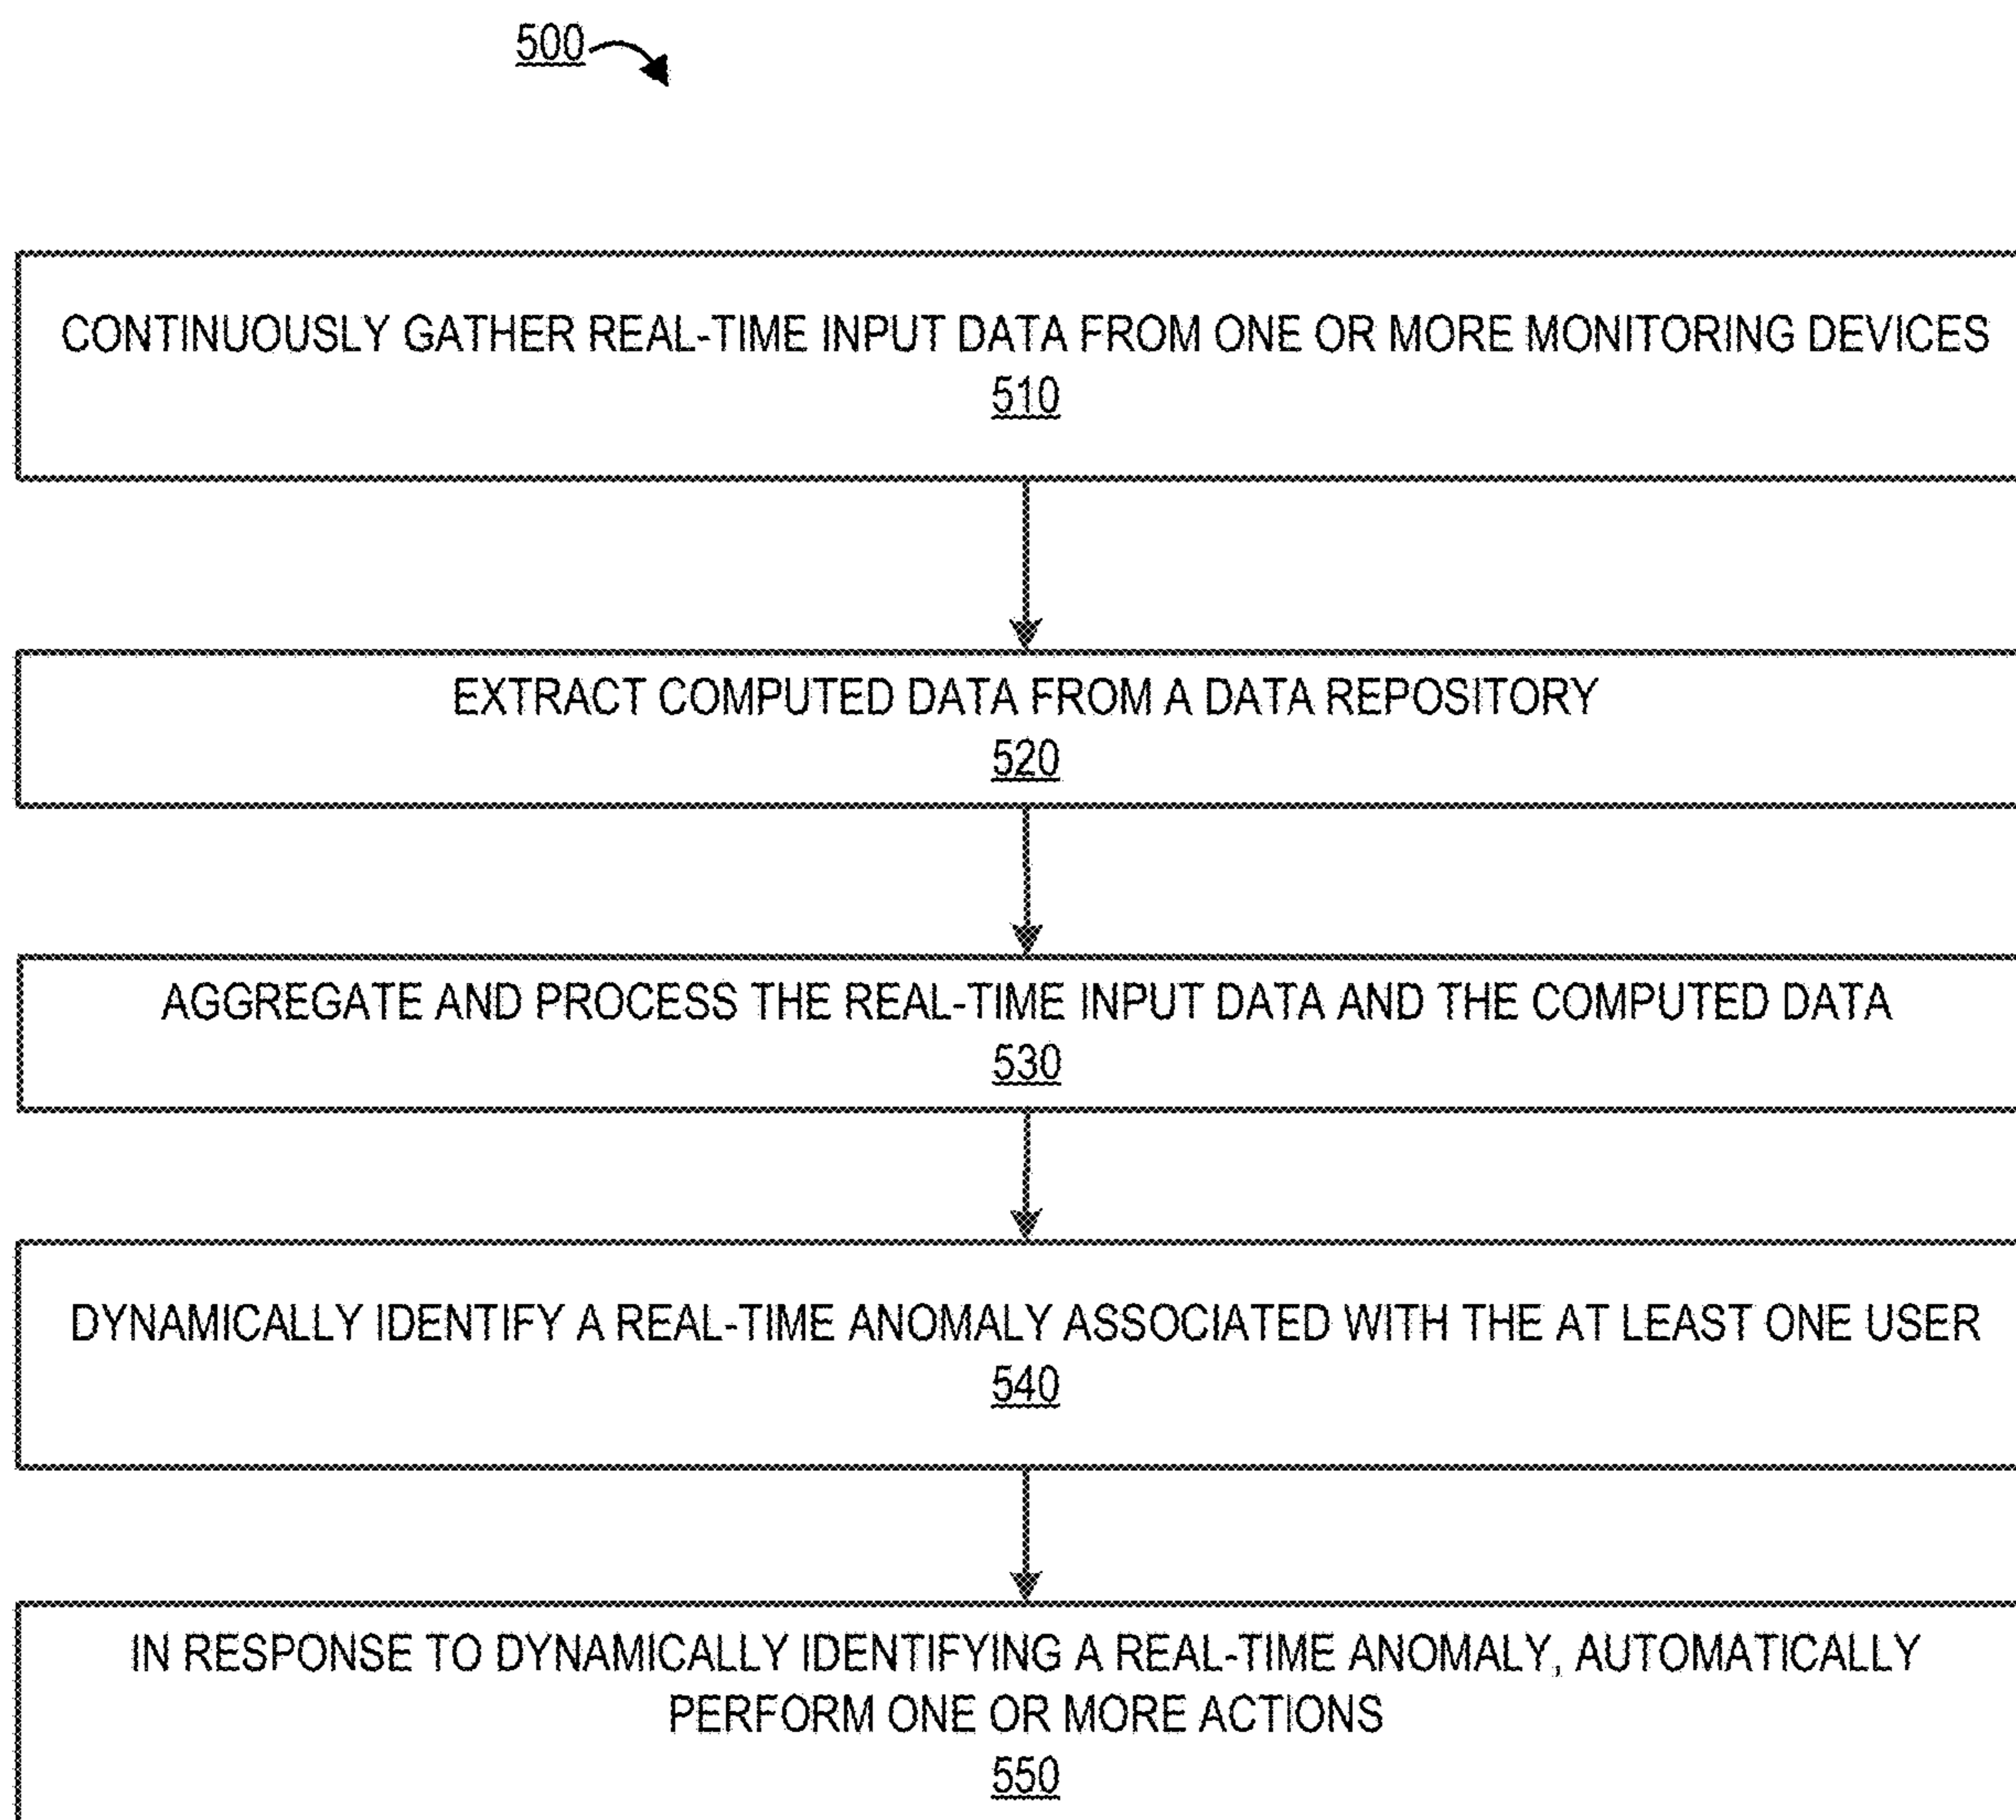 500
CONTINUOUSLY GATHER REAL-TIME INPUT DATA FROM ONE OR MORE MONITORING DEVICES
510
EXTRACT COMPUTED DATA FROM A DATA REPOSITORY
520
AGGREGATE AND PROCESS THE REAL-TIME INPUT DATA AND THE COMPUTED DATA
530
DYNAMICALLY IDENTIFY A REAL-TIME ANOMALY ASSOCIATED WITH THE AT LEAST ONE USER
540
IN RESPONSE TO DYNAMICALLY IDENTIFYING A REAL-TIME ANOMALY, AUTOMATICALLY
PERFORM ONE OR MORE ACTIONS
550